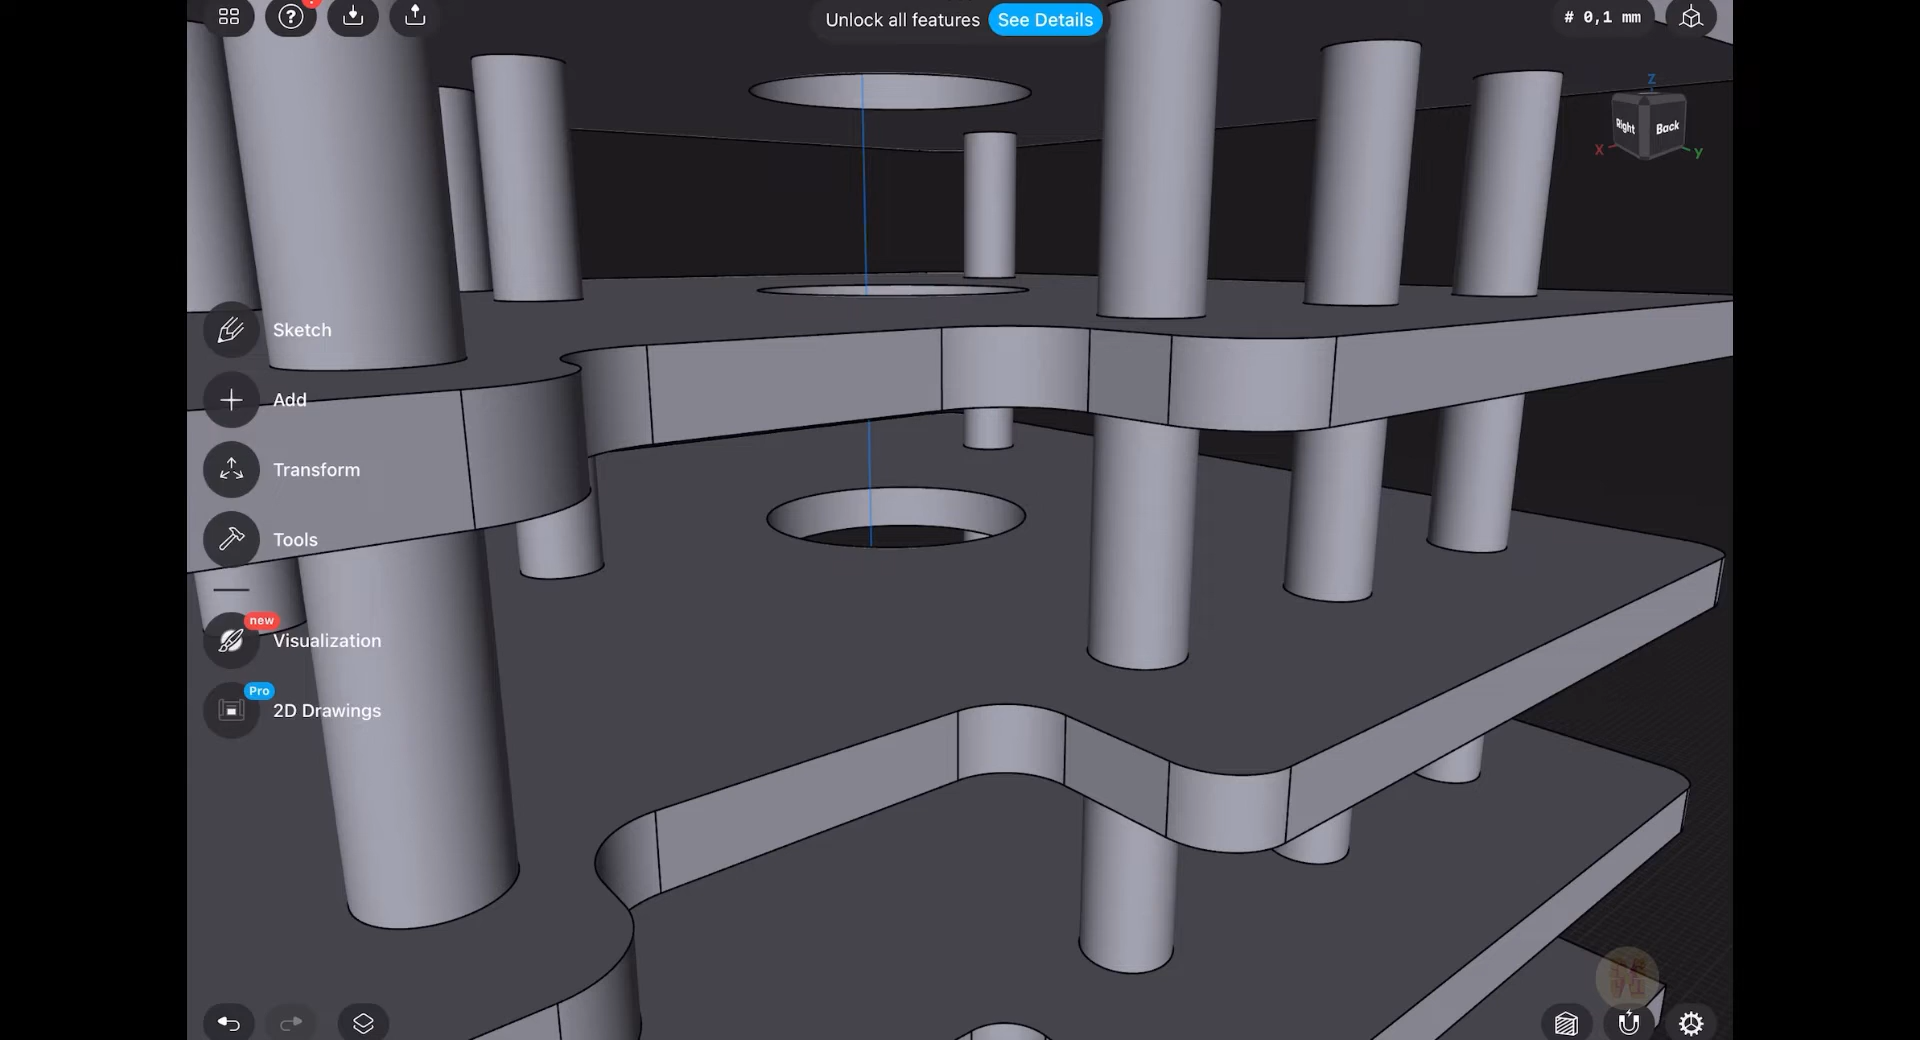 Unlock all features See Details
# 0,1 mm
Z
Right Back
X
y
Sketch
Add
Transform
Tools
new
Visualization
Pro
2D Drawings